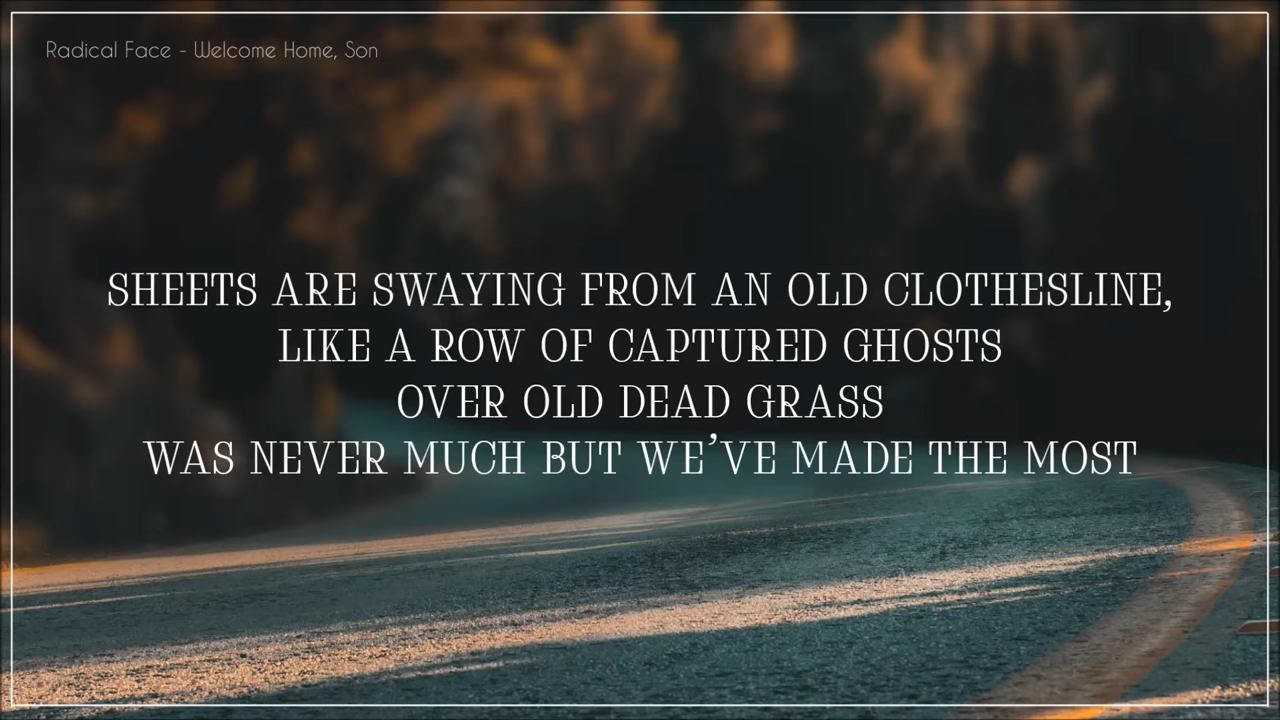 Radical Face - Welcome Home, Son
SHEETS ARE SWAYING FROM AN OLD CLOTHESLINE,
LIKE A ROW OF CAPTURED GHOSTS
OVER OLD DEAD GRASS
WAS NEVER MUCH BUT WE’VE MADE THE MOST